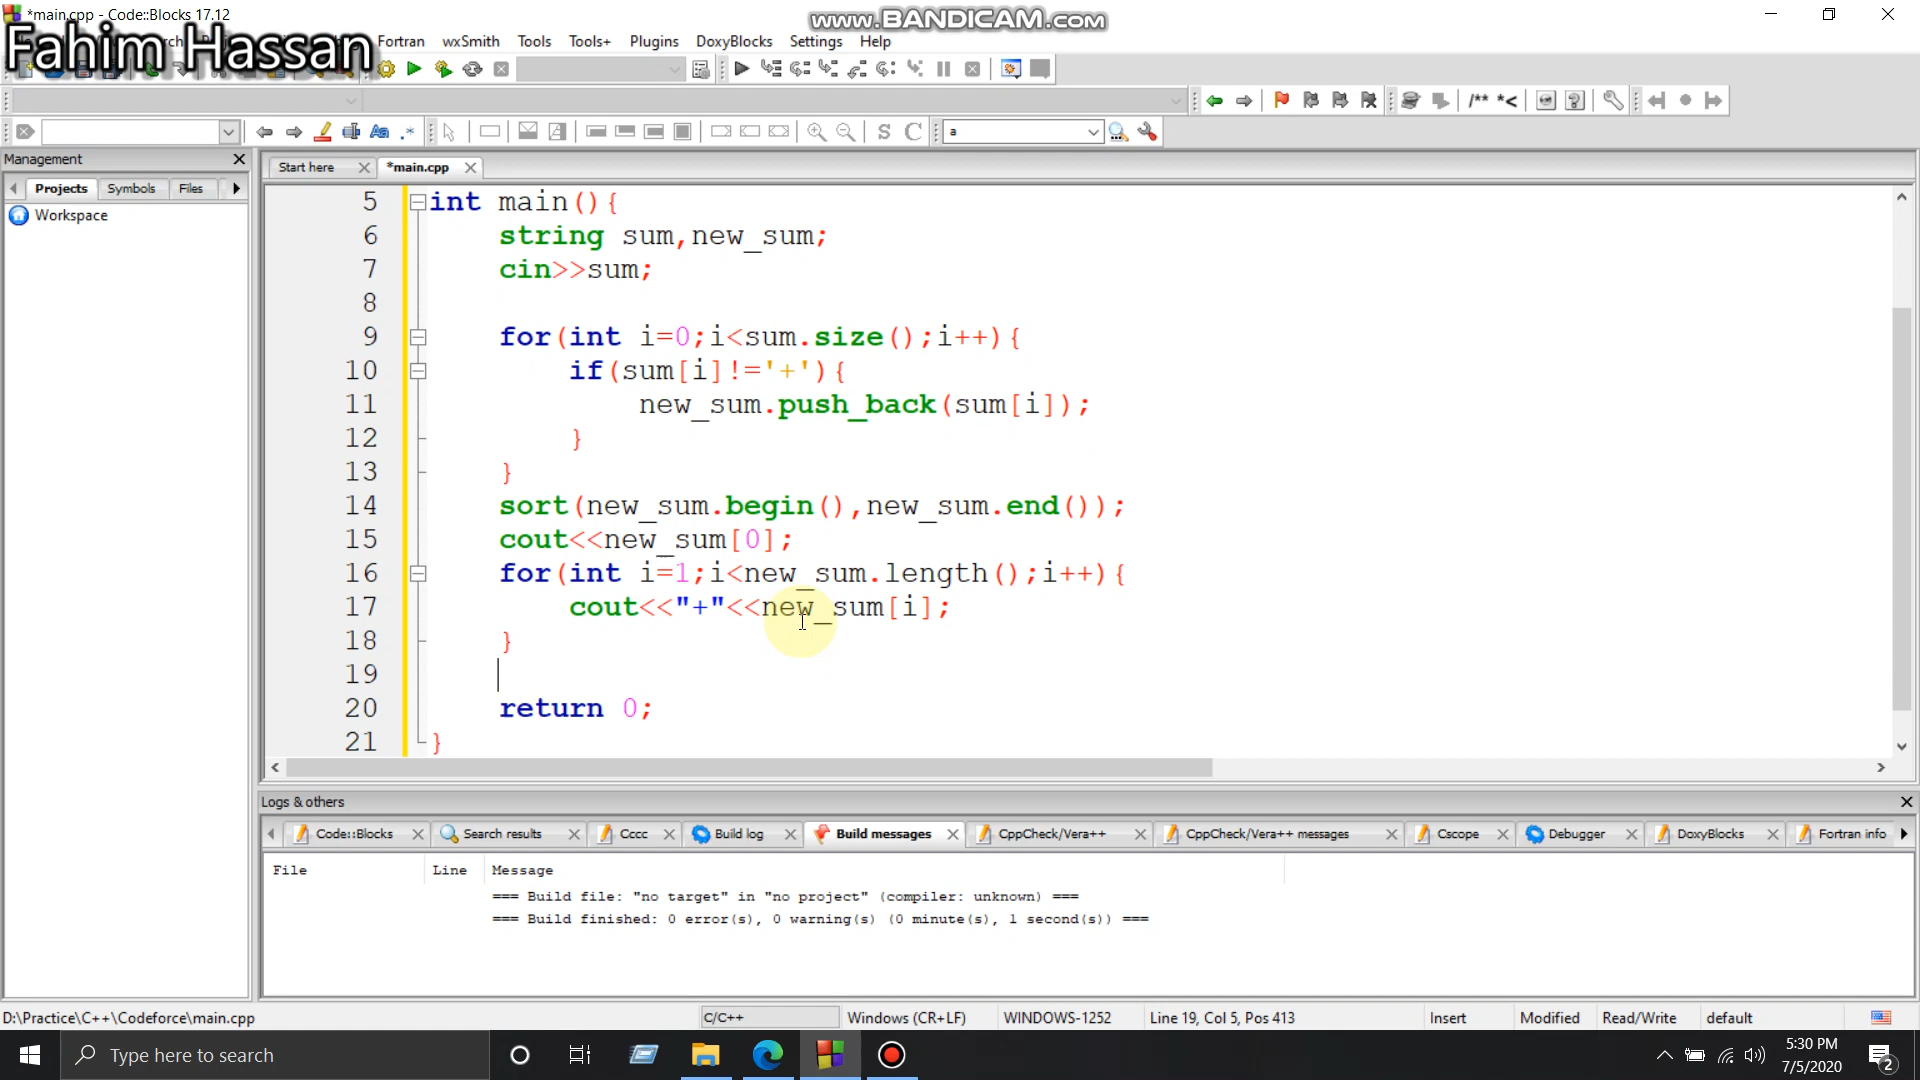 *main.cpp - Code::Blocks 17.12
www.BANDICAM.com
Fahim Hassan
Fortran wxSmith Tools Tools+ Plugins DoxyBlocks Settings Help
/** *<
a
Management
Projects Symbols Files
Workspace
Start here *main.cpp
5 int main(){
6 string sum,new_sum;
7 cin>>sum;
8
9 for(int i=0;i<sum.size();i++){
10 if(sum[i]!='+'){
11 new_sum.push_back(sum[i]);
12 }
13 }
14 sort(new_sum.begin(),new_sum.end());
15 cout<<new_sum[0];
16 for(int i=1;i<new_sum.length();i++){
17 cout<<"+"<<new_sum[i];
18 }
19
20 return 0;
21 }
Logs & others
Code::Blocks Search results Cccc Build log Build messages CppCheck/Vera++ CppCheck/Vera++ messages Cscope Debugger DoxyBlocks Fortran info
File Line Message
=== Build file: "no target" in "no project" (compiler: unknown) ===
=== Build finished: 0 error(s), 0 warning(s) (0 minute(s), 1 second(s)) ===
D:\Practice\C++\Codeforce\main.cpp C/C++ Windows (CR+LF) WINDOWS-1252 Line 19, Col 5, Pos 413 Insert Modified Read/Write default
Type here to search
5:30 PM
7/5/2020
2